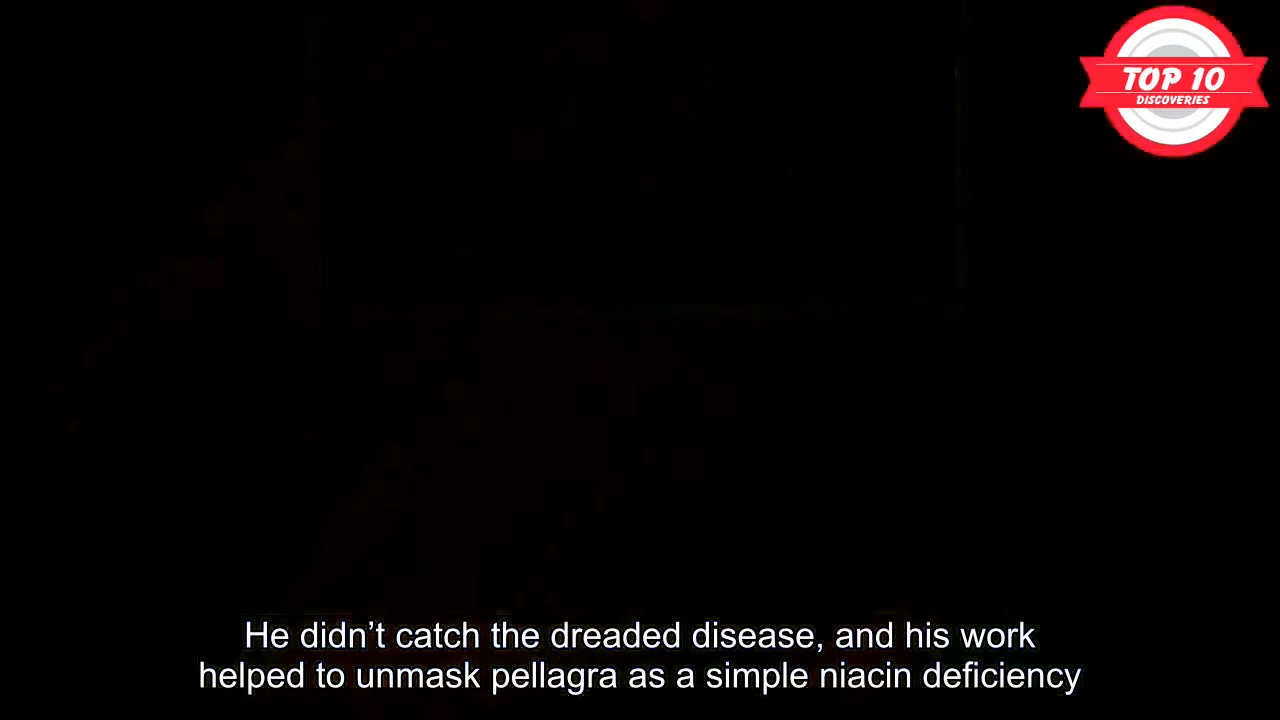 TOP 10
DISCOVERIES
He didn’t catch the dreaded disease, and his work
helped to unmask pellagra as a simple niacin deficiency